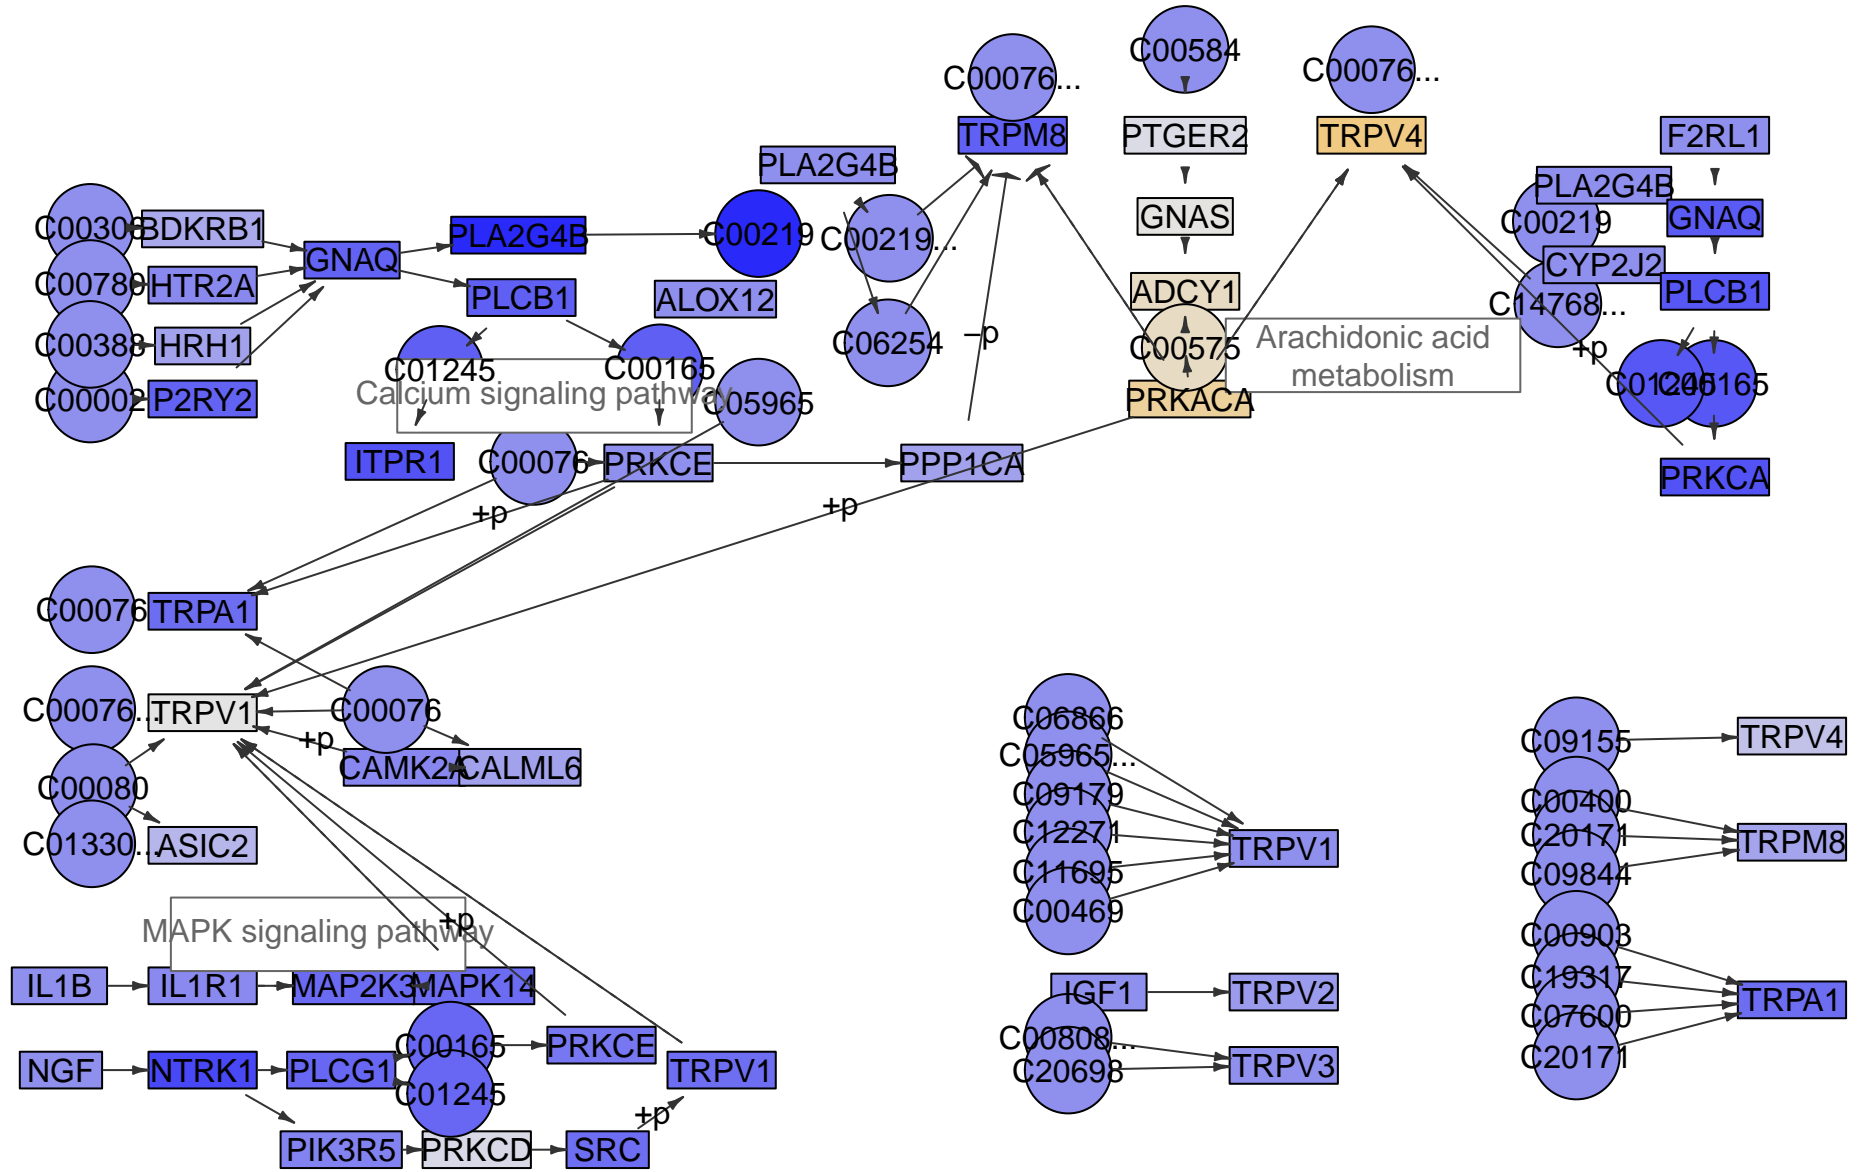 C00584
C00076...
C00076...
TRPM8
PTGER2
TRPV4
F2RL1
PLA2G4B
PLA2G4B
C00308
BDKRB1
PLA2G4B
C00219
C00219...
GNAS
C00219
GNAQ
GNAQ
C00780
HTR2A
PLCB1
ALOX12
ADCY1
CYP2J2
PLCB1
C14768...
C00388
HRH1
C01245
C00165
C06254
–p
C00575
Arachidonic acid
metabolism
+p
Calcium signaling pathway
C05965
C00002
P2RY2
PRKACA
C01245
C00165
ITPR1
C00076
PRKCE
PPP1CA
PRKCA
+p
+p
C00076
TRPA1
C00076...
TRPV1
C00076
+p
CAMK2A
CALML6
C00080
C01330...
ASIC2
C06866
C05965...
C09179
C12271
C11695
C00469
TRPV1
C09155
TRPV4
C00400
C20171
C09844
TRPM8
MAPK signaling pathway
+p
IL1B
IL1R1
MAP2K3
MAPK14
IGF1
TRPV2
C00903
C19317
C07600
C20171
TRPA1
C00808...
C20698
TRPV3
NGF
NTRK1
PLCG1
C00165
C01245
PRKCE
TRPV1
+p
PIK3R5
PRKCD
SRC